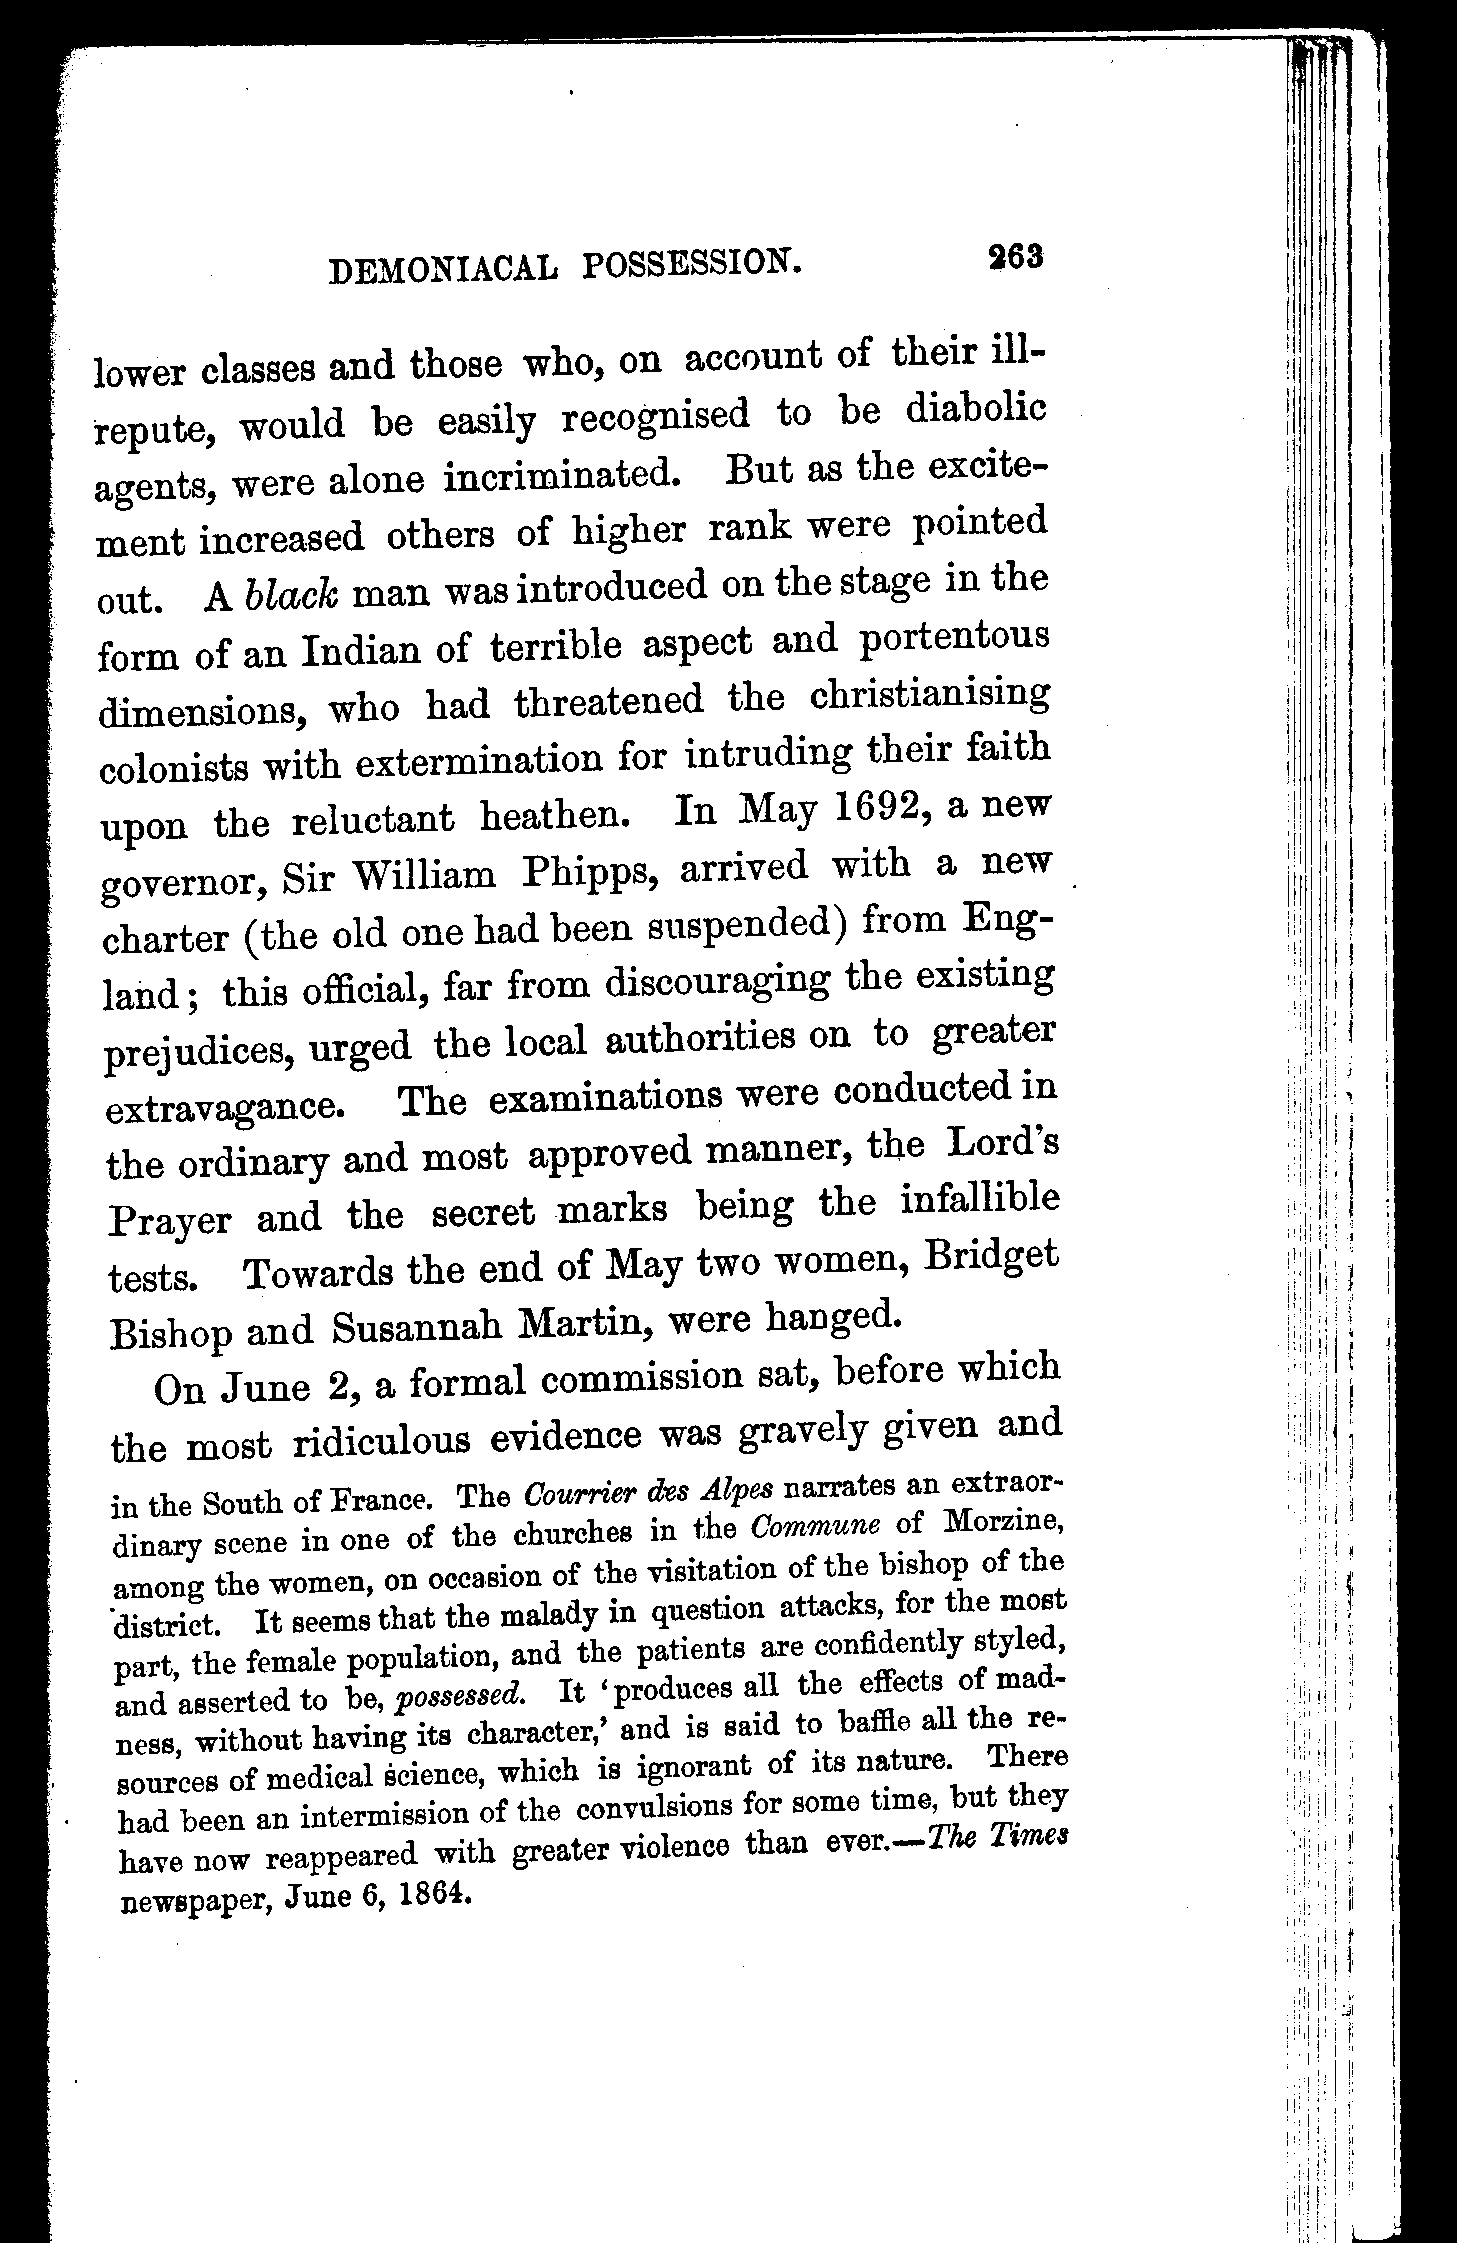 DEMONIACAL POSSESSION. 263
lower classes and those who, on account of their ill-
repute, would be easily recognised to be diabolic
agents, were alone incriminated. But as the excite-
ment increased others of higher rank were pointed
out. A black man was introduced on the stage in the
form of an Indian of terrible aspect and portentous
dimensions, who had threatened the christianising
colonists with extermination for intruding their faith
upon the reluctant heathen. In May 1692, a new
governor, Sir William Phipps, arrived with a new
charter (the old one had been suspended) from Eng-
land; this official, far from discouraging the existing
prejudices, urged the local authorities on to greater
extravagance. The examinations were conducted in
the ordinary and most approved manner, the Lord's
Prayer and the secret marks being the infallible
tests. Towards the end of May two women, Bridget
Bishop and Susannah Martin, were hanged.
On June 2, a formal commission sat, before which
the most ridiculous evidence was gravely given and
in the South of France. The Courrier des Alpes narrates an extraor-
dinary scene in one of the churches in the Commune of Morzine,
among the women, on occasion of the visitation of the bishop of the
district. It seems that the malady in question attacks, for the most
part, the female population, and the patients are confidently styled,
and asserted to be, possessed. It 'produces all the effects of mad-
ness, without having its character,' and is said to baffle all the re-
sources of medical science, which is ignorant of its nature. There
had been an intermission of the convulsions for some time, but they
have now reappeared with greater violence than ever.—The Times
newspaper, June 6, 1864.